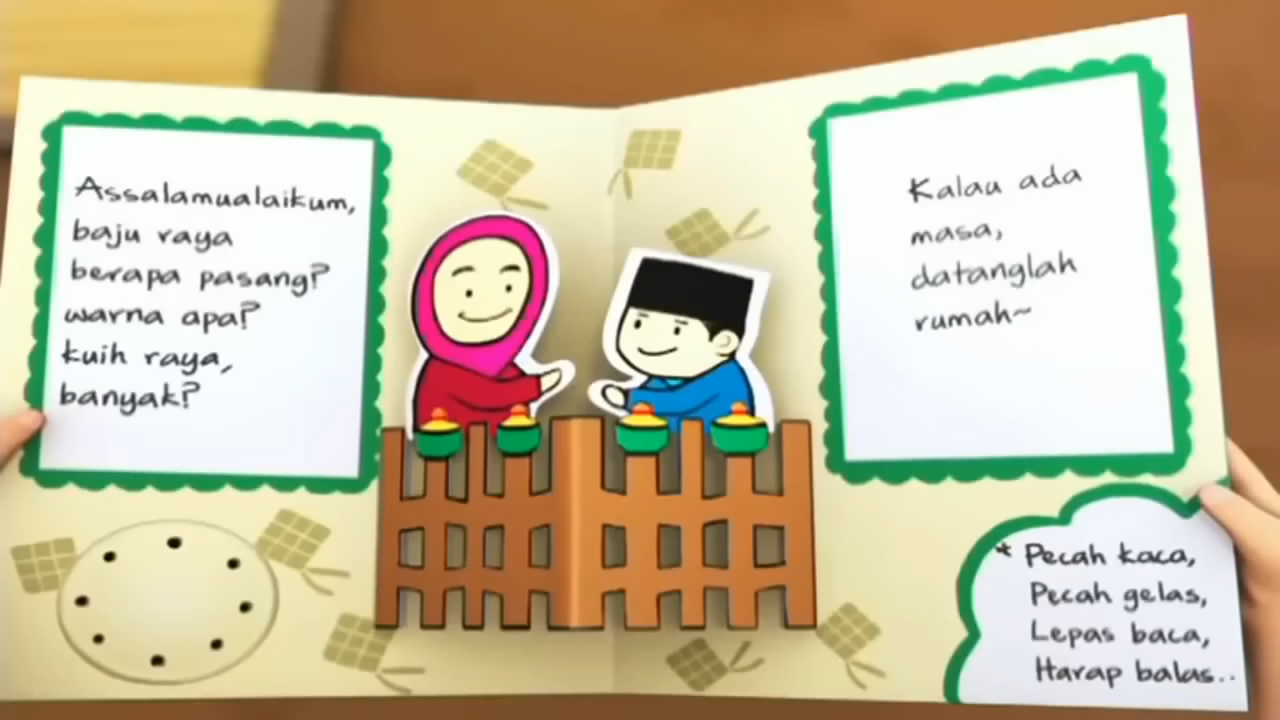 Assalamualaikum,
baju raya
berapa pasang?
warna apa?
kuih raya,
banyak?
Kalau ada
masa,
datanglah
rumah~
* Pecah kaca,
Pecah gelas,
Lepas baca,
Harap balas..